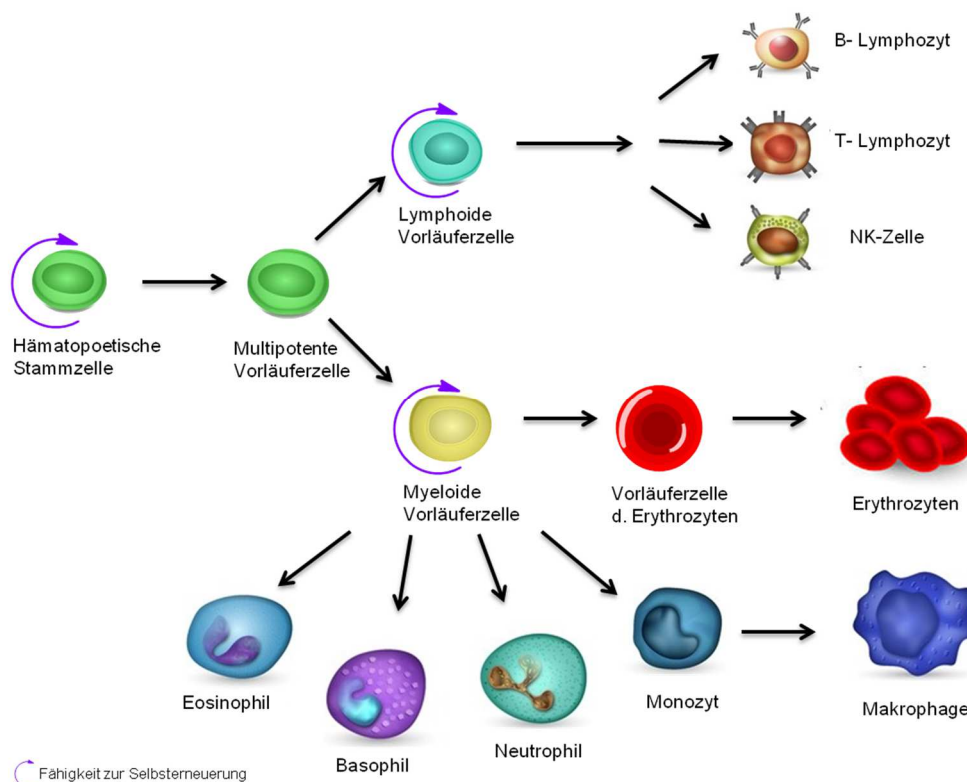 B- Lymphozyt
T- Lymphozyt
NK-Zelle
Lymphoide
Vorläuferzelle
Hämatopoetische
Stammzelle
Multipotente
Vorläuferzelle
Myeloide
Vorläuferzelle
Vorläuferzelle
d. Erythrozyten
Erythrozyten
Eosinophil
Basophil
Neutrophil
Monozyt
Makrophage
Fähigkeit zur Selbsterneuerung